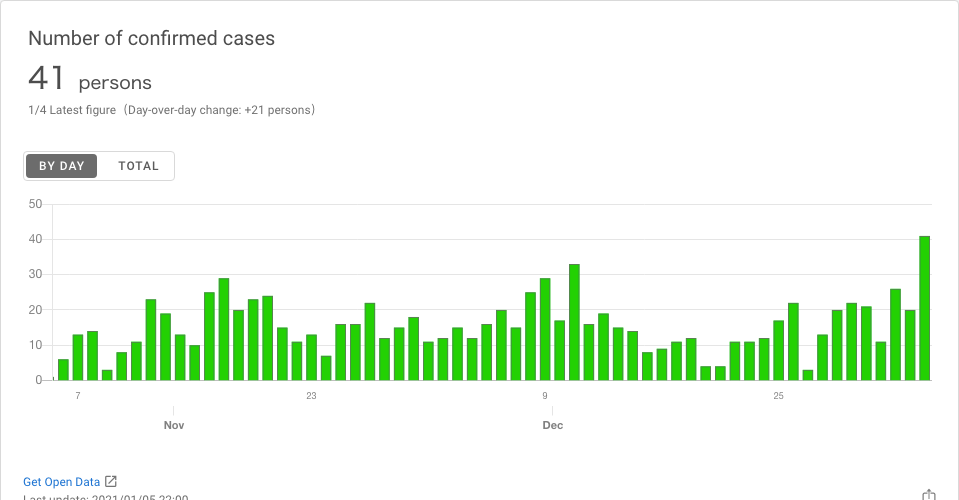 Number of confirmed cases
41 persons
1/4 Latest figure（Day-over-day change: +21 persons）
BY DAY TOTAL
50
40
30
20
10
0
7 23 9 25
Nov Dec
Get Open Data
Last update: 2021/01/05 22:00